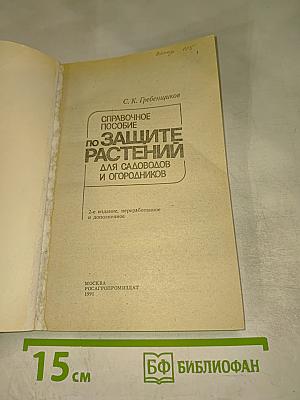 С. К. Гребенщиков
СПРАВОЧНОЕ
ПОСОБИЕ
ПО ЗАЩИТЕ
РАСТЕНИЙ
ДЛЯ САДОВОДОВ
И ОГОРОДНИКОВ
2-е издание, переработанное
и дополненное
МОСКВА
РОСАГРОПРОМИЗДАТ
1991
15 см
БФ БИБЛИОФАН